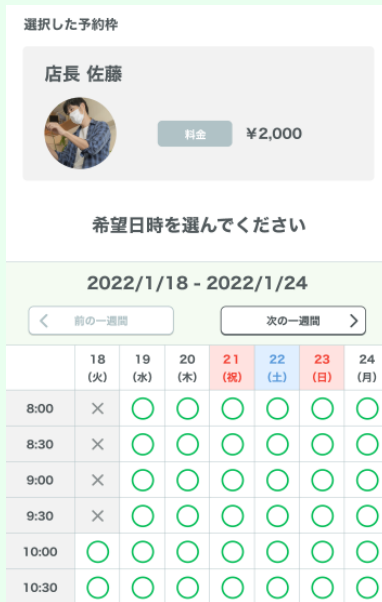 選択した予約枠
店長 佐藤
料金 ¥2,000
希望日時を選んでください
2022/1/18 - 2022/1/24
前の一週間 次の一週間
18 19 20 21 22 23 24
(火) (水) (木) (祝) (土) (日) (月)
8:00
8:30
9:00
9:30
10:00
10:30